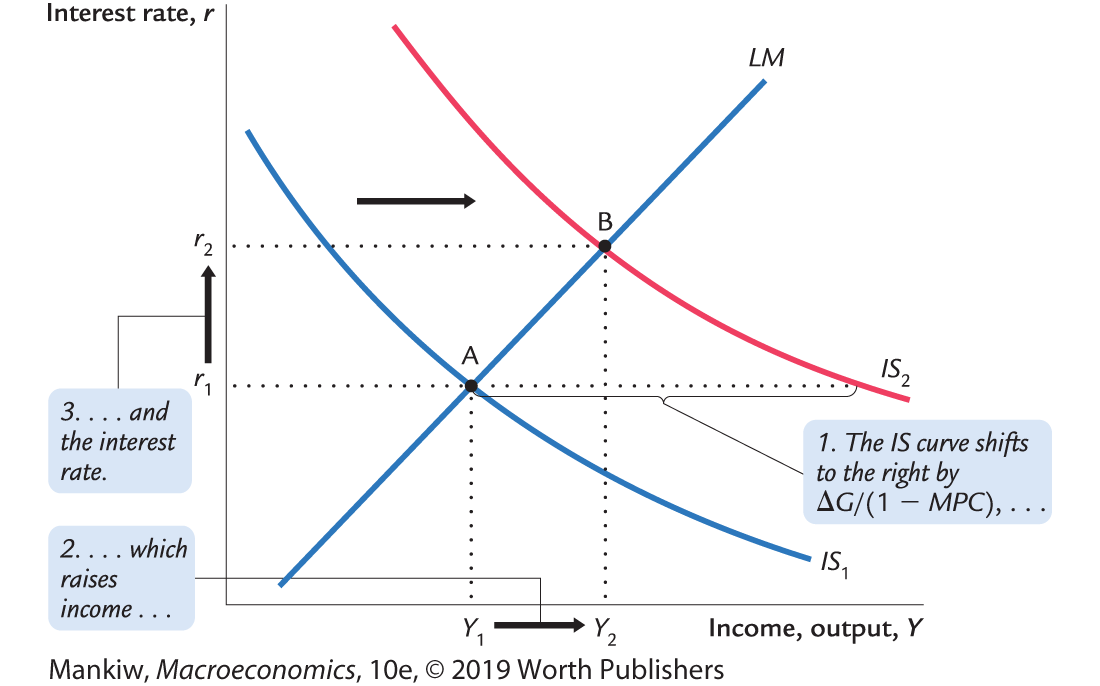 Interest rate, r
LM
B
r₂
A
r₁
IS₂
3. . . . and
the interest
rate.
1. The IS curve shifts
to the right by
ΔG/(1 − MPC), . . .
2. . . . which
raises
income . . .
IS₁
Y₁
Y₂
Income, output, Y
Mankiw, Macroeconomics, 10e, © 2019 Worth Publishers